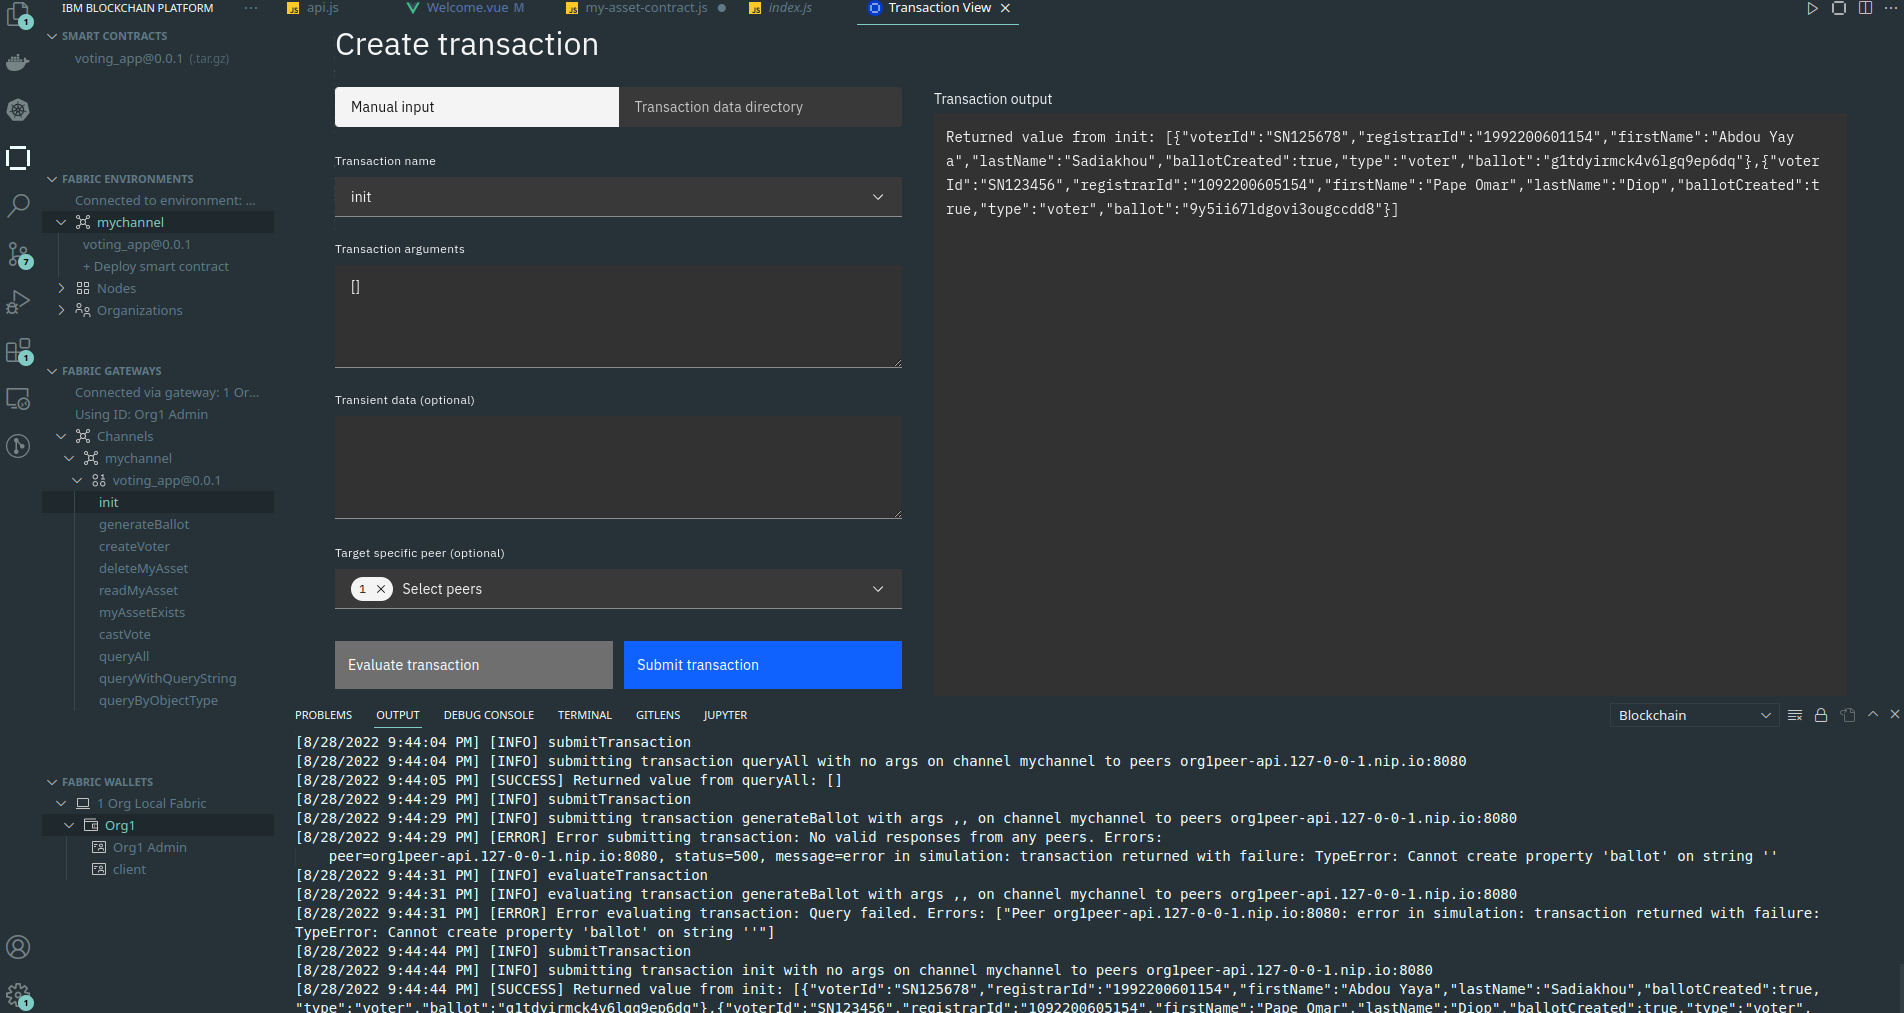 IBM BLOCKCHAIN PLATFORM ···
api.js
Welcome.vue M
my-asset-contract.js
index.js
Transaction View
1
SMART CONTRACTS
voting_app@0.0.1 (.tar.gz)
FABRIC ENVIRONMENTS
Connected to environment: ...
mychannel
voting_app@0.0.1
+ Deploy smart contract
Nodes
Organizations
7
1
FABRIC GATEWAYS
Connected via gateway: 1 Or...
Using ID: Org1 Admin
Channels
mychannel
voting_app@0.0.1
init
generateBallot
createVoter
deleteMyAsset
readMyAsset
myAssetExists
castVote
queryAll
queryWithQueryString
queryByObjectType
FABRIC WALLETS
1 Org Local Fabric
Org1
Org1 Admin
client
1
Create transaction
Manual input
Transaction data directory
Transaction name
init
Transaction arguments
[]
Transient data (optional)
Target specific peer (optional)
1 × Select peers
Evaluate transaction
Submit transaction
Transaction output
Returned value from init: [{"voterId":"SN125678","registrarId":"1992200601154","firstName":"Abdou Yay
a","lastName":"Sadiakhou","ballotCreated":true,"type":"voter","ballot":"g1tdyirmck4v6lgq9ep6dq"},{"voter
Id":"SN123456","registrarId":"1092200605154","firstName":"Pape Omar","lastName":"Diop","ballotCreated":t
rue,"type":"voter","ballot":"9y5ii67ldgovi3ougccdd8"}]
PROBLEMS
OUTPUT
DEBUG CONSOLE
TERMINAL
GITLENS
JUPYTER
Blockchain
[8/28/2022 9:44:04 PM] [INFO] submitTransaction
[8/28/2022 9:44:04 PM] [INFO] submitting transaction queryAll with no args on channel mychannel to peers org1peer-api.127-0-0-1.nip.io:8080
[8/28/2022 9:44:05 PM] [SUCCESS] Returned value from queryAll: []
[8/28/2022 9:44:29 PM] [INFO] submitTransaction
[8/28/2022 9:44:29 PM] [INFO] submitting transaction generateBallot with args ,, on channel mychannel to peers org1peer-api.127-0-0-1.nip.io:8080
[8/28/2022 9:44:29 PM] [ERROR] Error submitting transaction: No valid responses from any peers. Errors:
peer=org1peer-api.127-0-0-1.nip.io:8080, status=500, message=error in simulation: transaction returned with failure: TypeError: Cannot create property 'ballot' on string ''
[8/28/2022 9:44:31 PM] [INFO] evaluateTransaction
[8/28/2022 9:44:31 PM] [INFO] evaluating transaction generateBallot with args ,, on channel mychannel to peers org1peer-api.127-0-0-1.nip.io:8080
[8/28/2022 9:44:31 PM] [ERROR] Error evaluating transaction: Query failed. Errors: ["Peer org1peer-api.127-0-0-1.nip.io:8080: error in simulation: transaction returned with failure:
TypeError: Cannot create property 'ballot' on string ''"]
[8/28/2022 9:44:44 PM] [INFO] submitTransaction
[8/28/2022 9:44:44 PM] [INFO] submitting transaction init with no args on channel mychannel to peers org1peer-api.127-0-0-1.nip.io:8080
[8/28/2022 9:44:44 PM] [SUCCESS] Returned value from init: [{"voterId":"SN125678","registrarId":"1992200601154","firstName":"Abdou Yaya","lastName":"Sadiakhou","ballotCreated":true,
"type":"voter","ballot":"g1tdyirmck4v6lgq9ep6dq"},{"voterId":"SN123456","registrarId":"1092200605154","firstName":"Pape Omar","lastName":"Diop","ballotCreated":true,"type":"voter",